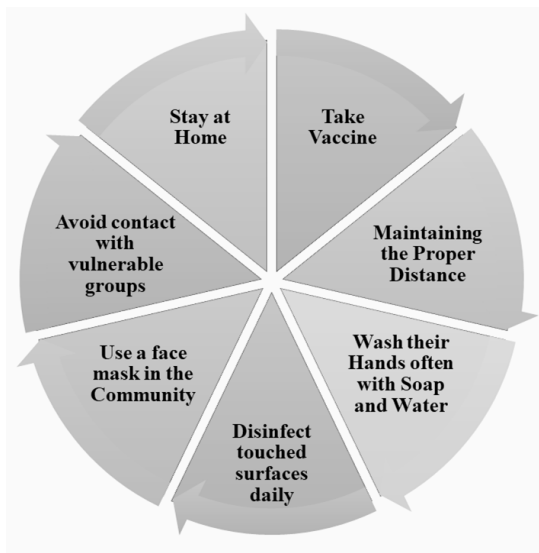 Take
Vaccine
Maintaining
the Proper
Distance
Wash their
Hands often
with Soap
and Water
Disinfect
touched
surfaces
daily
Use a face
mask in the
Community
Avoid contact
with
vulnerable
groups
Stay at
Home